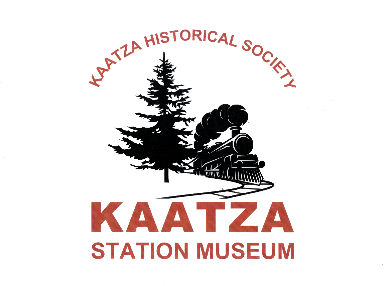 KAATZA HISTORICAL SOCIETY
KAATZA
STATION MUSEUM